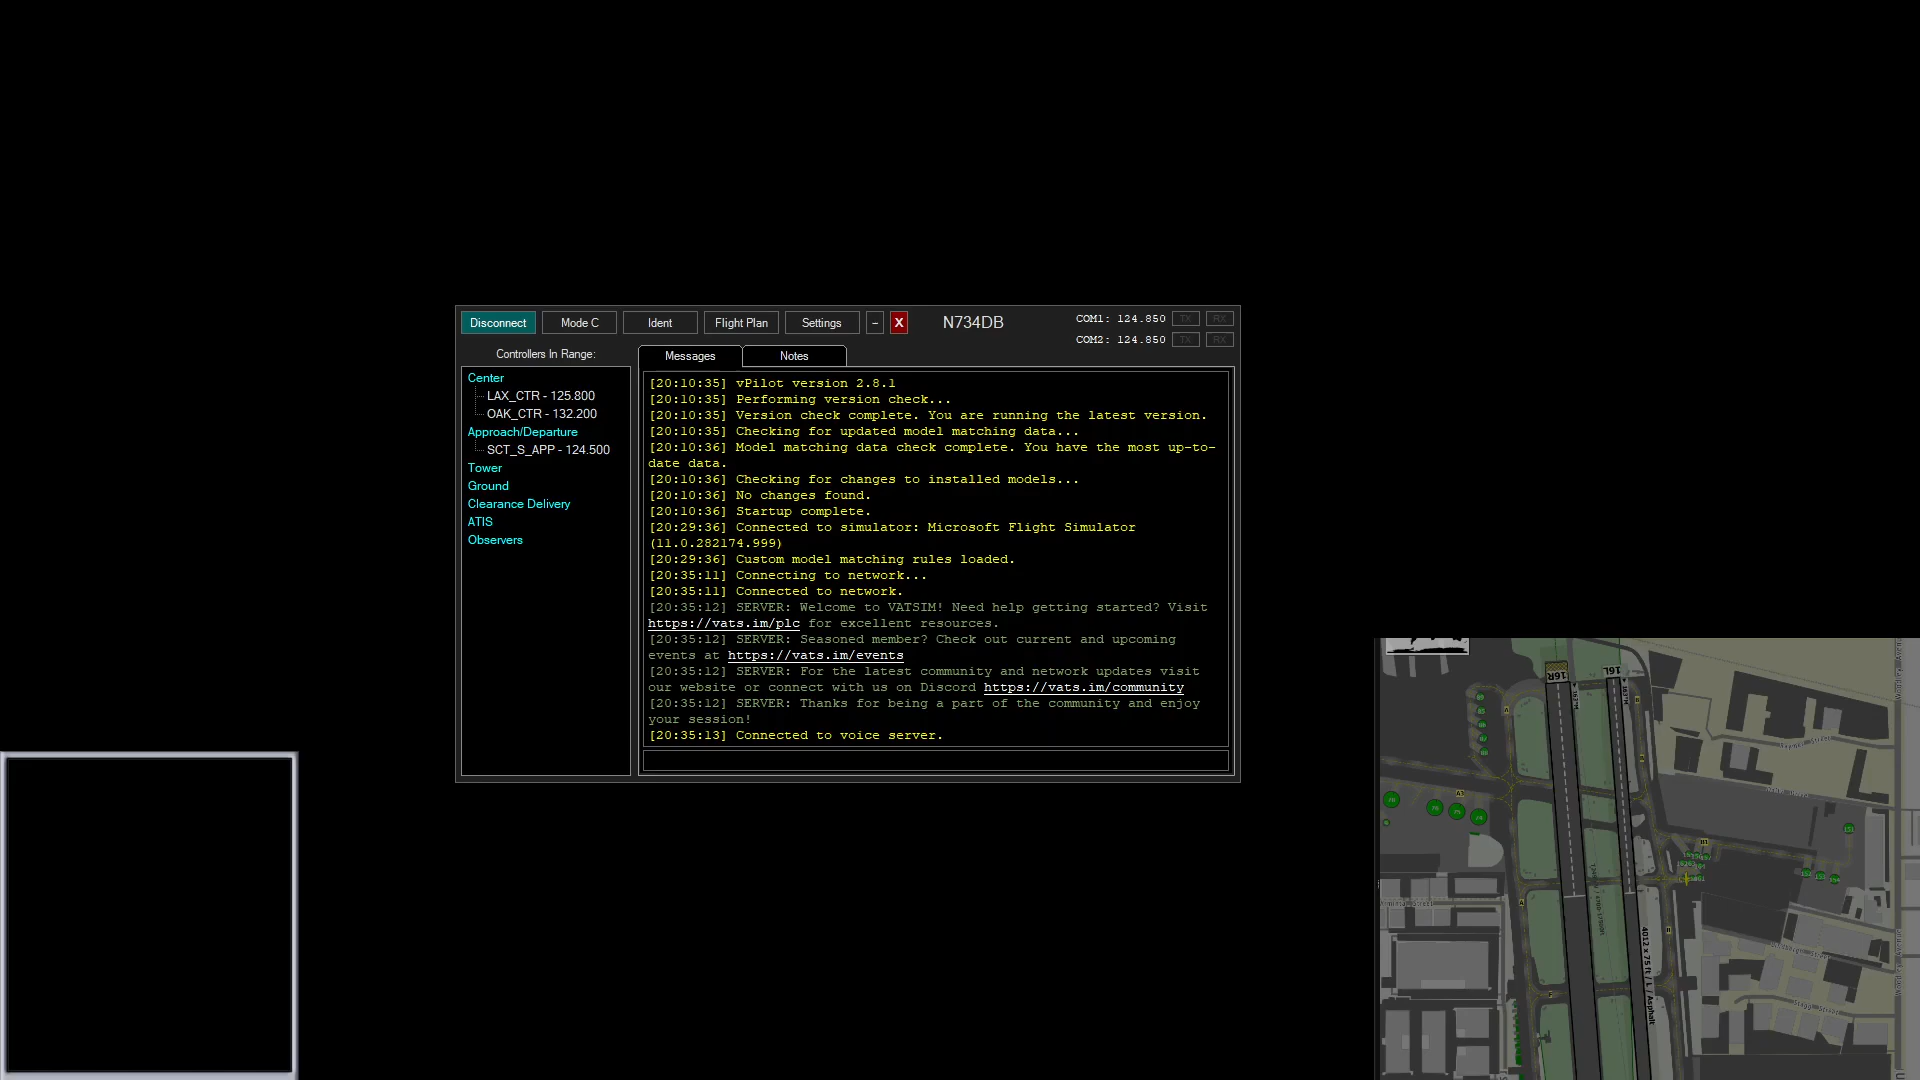 Disconnect
Mode C
Ident
Flight Plan
Settings
–
X
N734DB
COM1: 124.850
TX
RX
COM2: 124.850
TX
RX
Controllers In Range:
Center
LAX_CTR - 125.800
OAK_CTR - 132.200
Approach/Departure
SCT_S_APP - 124.500
Tower
Ground
Clearance Delivery
ATIS
Observers
Messages
Notes
[20:10:35] vPilot version 2.8.1
[20:10:35] Performing version check...
[20:10:35] Version check complete. You are running the latest version.
[20:10:35] Checking for updated model matching data...
[20:10:36] Model matching data check complete. You have the most up-to-
date data.
[20:10:36] Checking for changes to installed models...
[20:10:36] No changes found.
[20:10:36] Startup complete.
[20:29:36] Connected to simulator: Microsoft Flight Simulator
(11.0.282174.999)
[20:29:36] Custom model matching rules loaded.
[20:35:11] Connecting to network...
[20:35:11] Connected to network.
[20:35:12] SERVER: Welcome to VATSIM! Need help getting started? Visit
https://vats.im/plc for excellent resources.
[20:35:12] SERVER: Seasoned member? Check out current and upcoming
events at https://vats.im/events
[20:35:12] SERVER: For the latest community and network updates visit
our website or connect with us on Discord https://vats.im/community
[20:35:12] SERVER: Thanks for being a part of the community and enjoy
your session!
[20:35:13] Connected to voice server.
16R
16L
A3
4012 x 75 ft / L / Asphalt
Stagg Street